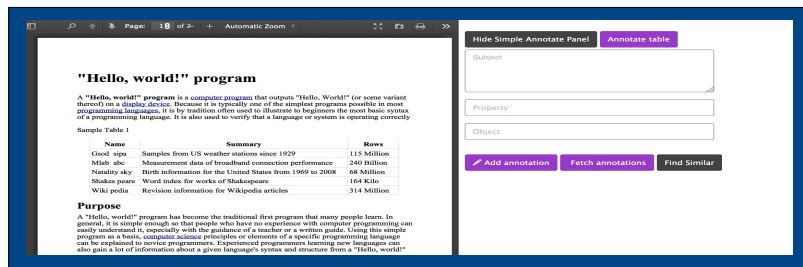 Page: 1 of 2
Automatic Zoom
"Hello, world!" program
A "Hello, world!" program is a computer program that outputs "Hello, World!" (or some variant
thereof) on a display device. Because it is typically one of the simplest programs possible in most
programming languages, it is by tradition often used to illustrate to beginners the most basic syntax
of a programming language. It is also used to verify that a language or system is operating correctly
Sample Table 1
Name Summary Rows
Gsod sipa Samples from US weather stations since 1929 115 Million
Mlab abc Measurement data of broadband connection performance 240 Billion
Natality sky Birth information for the United States from 1969 to 2008 68 Million
Shakes peare Word index for works of Shakespeare 164 Kilo
Wiki pedia Revision information for Wikipedia articles 314 Million
Purpose
A "Hello, world!" program has become the traditional first program that many people learn. In
general, it is simple enough so that people who have no experience with computer programming can
easily understand it, especially with the guidance of a teacher or a written guide. Using this simple
program as a basis, computer science principles or elements of a specific programming language
can be explained to novice programmers. Experienced programmers learning new languages can
also gain a lot of information about a given language's syntax and structure from a "Hello, world!"
Hide Simple Annotate Panel
Annotate table
Subject
Property
Object
Add annotation
Fetch annotations
Find Similar